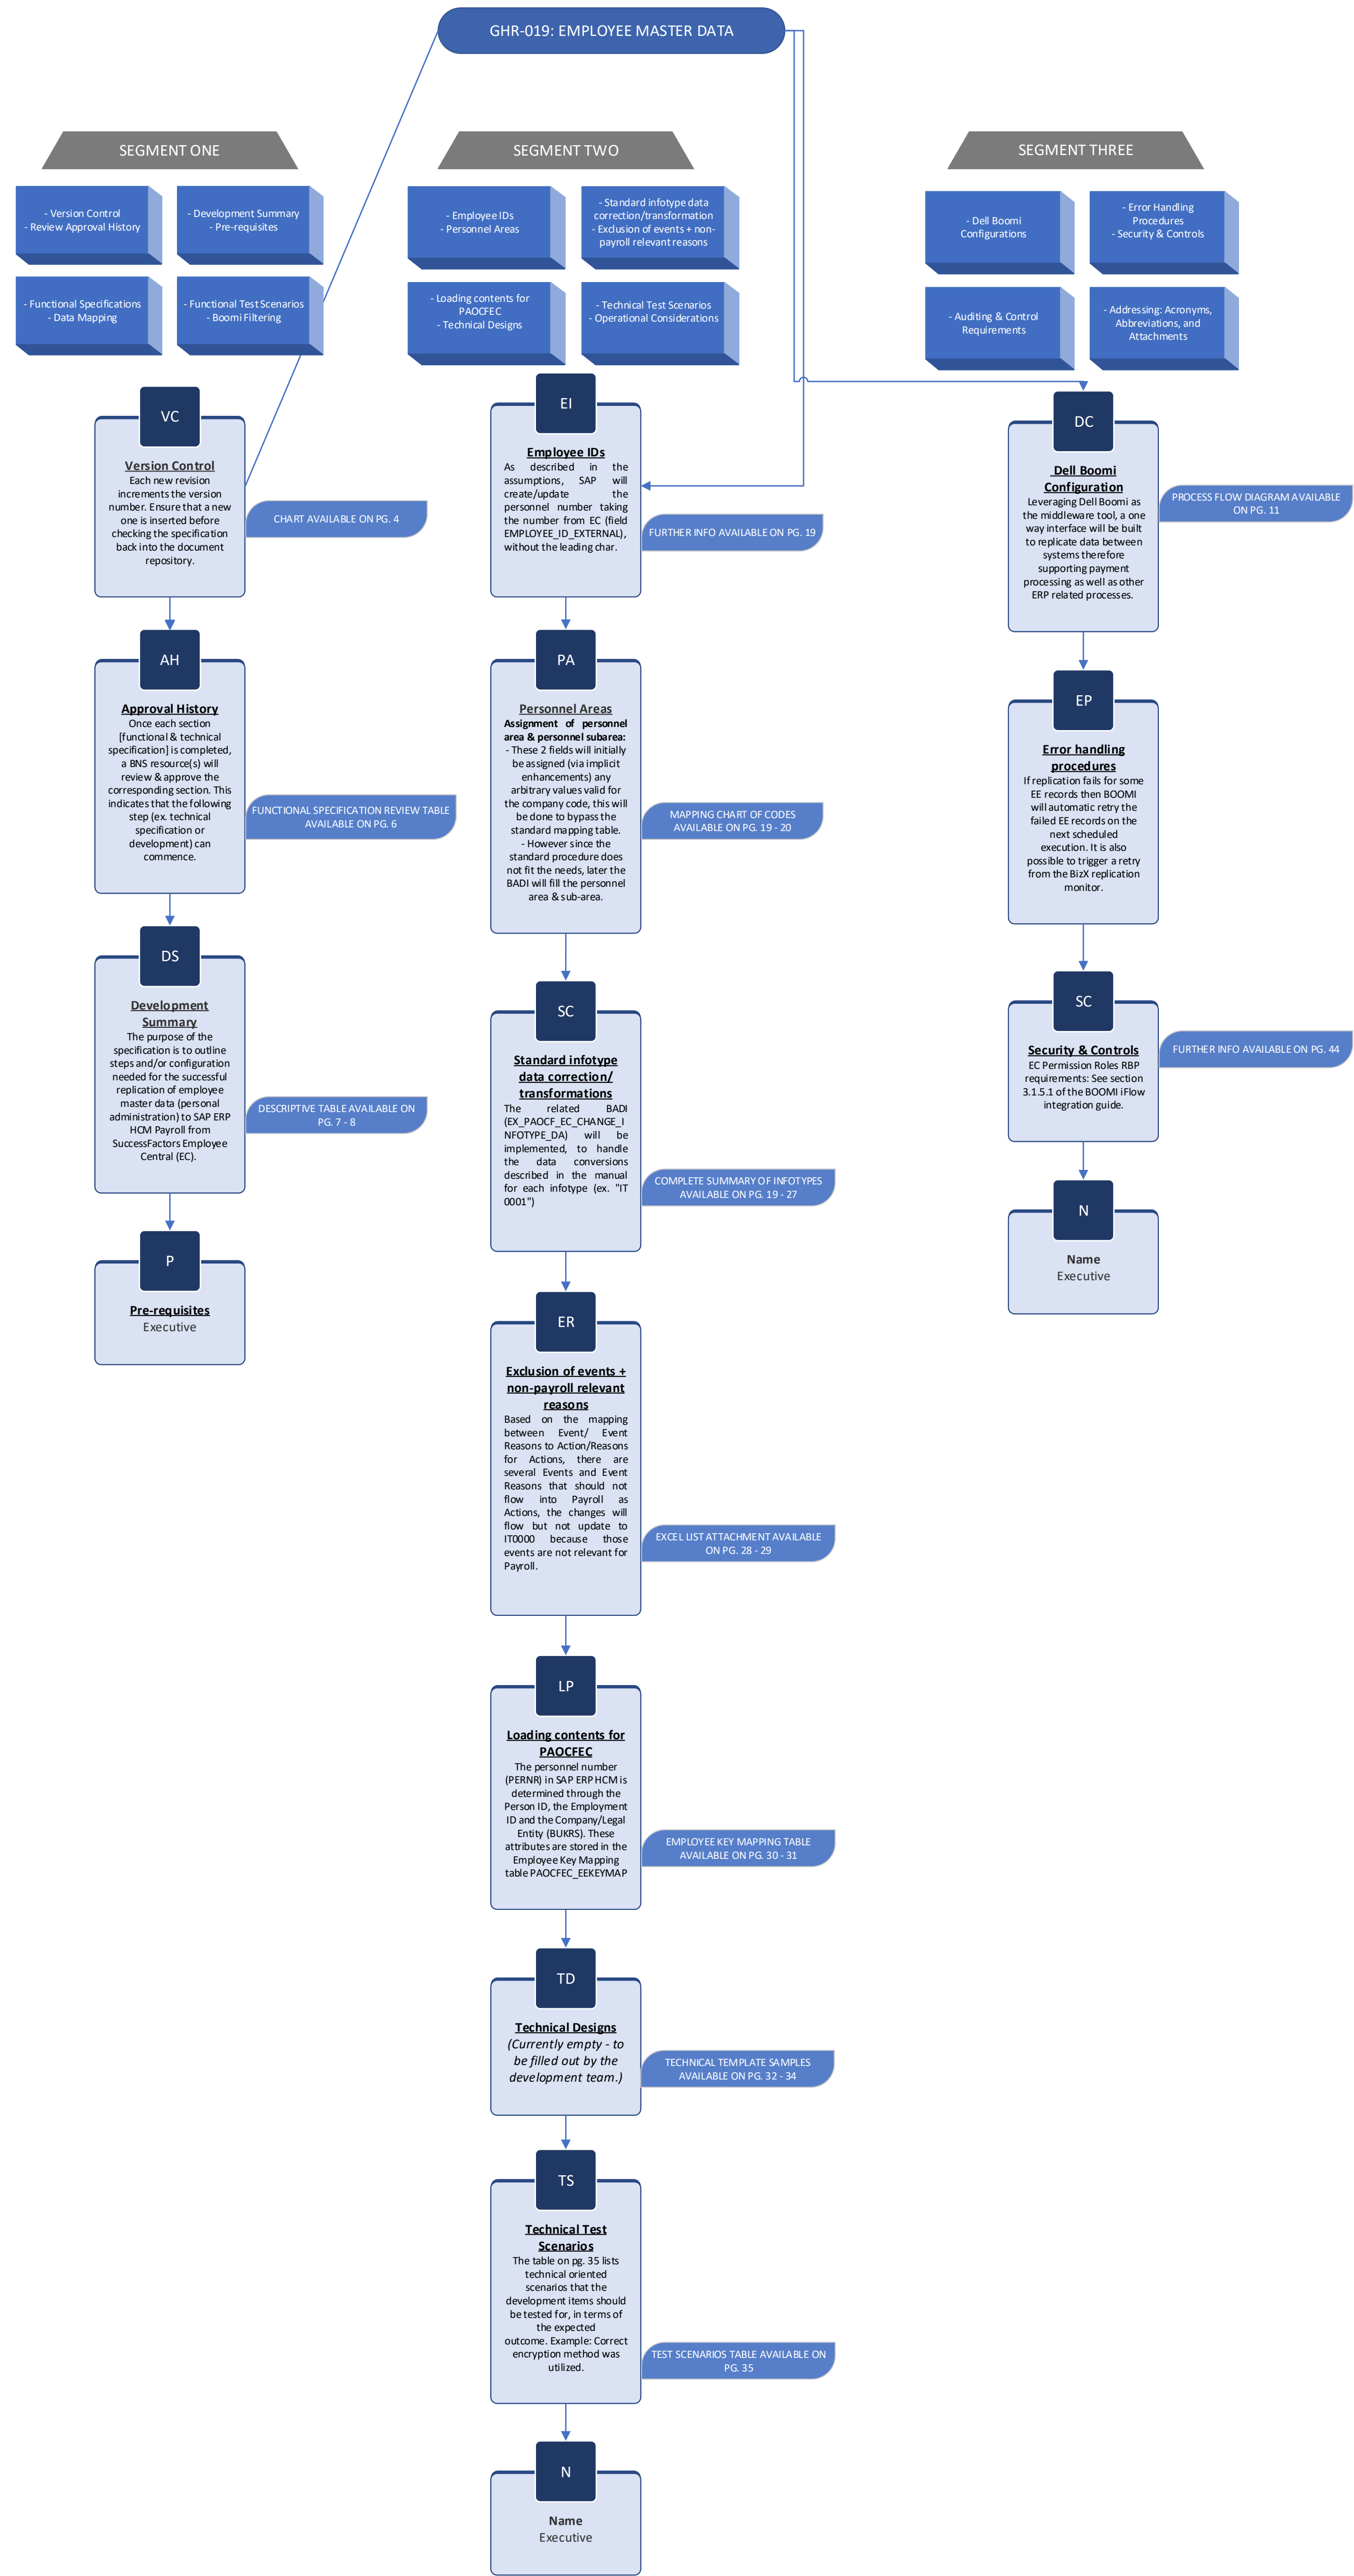 GHR-019: EMPLOYEE MASTER DATA
SEGMENT ONE
- Version Control
- Review Approval History
- Development Summary
- Pre-requisites
- Functional Specifications
- Data Mapping
- Functional Test Scenarios
- Boomi Filtering
VC
Version Control
Each new revision
increments the version
number. Ensure that a new
one is inserted before
checking the specification
back into the document
repository.
CHART AVAILABLE ON PG. 4
AH
Approval History
Once each section
[functional & technical
specification] is completed,
a BNS resource(s) will
review & approve the
corresponding section. This
indicates that the following
step (ex. technical
specification or
development) can
commence.
FUNCTIONAL SPECIFICATION REVIEW TABLE
AVAILABLE ON PG. 6
DS
Development
Summary
The purpose of the
specification is to outline
steps and/or configuration
needed for the successful
replication of employee
master data (personal
administration) to SAP ERP
HCM Payroll from
SuccessFactors Employee
Central (EC).
DESCRIPTIVE TABLE AVAILABLE ON
PG. 7 - 8
P
Pre-requisites
Executive
SEGMENT TWO
- Employee IDs
- Personnel Areas
- Standard infotype data
correction/transformation
- Exclusion of events + non-
payroll relevant reasons
- Loading contents for
PAOCFEC
- Technical Designs
- Technical Test Scenarios
- Operational Considerations
EI
Employee IDs
As described in the
assumptions, SAP will
create/update the
personnel number taking
the number from EC (field
EMPLOYEE_ID_EXTERNAL),
without the leading char.
FURTHER INFO AVAILABLE ON PG. 19
PA
Personnel Areas
Assignment of personnel
area & personnel subarea:
- These 2 fields will initially
be assigned (via implicit
enhancements) any
arbitrary values valid for
the company code, this will
be done to bypass the
standard mapping table.
- However since the
standard procedure does
not fit the needs, later the
BADI will fill the personnel
area & sub-area.
MAPPING CHART OF CODES
AVAILABLE ON PG. 19 - 20
SC
Standard infotype
data correction/
transformations
The related BADI
(EX_PAOCF_EC_CHANGE_I
NFOTYPE_DA) will be
implemented, to handle
the data conversions
described in the manual
for each infotype (ex. "IT
0001")
COMPLETE SUMMARY OF INFOTYPES
AVAILABLE ON PG. 19 - 27
ER
Exclusion of events +
non-payroll relevant
reasons
Based on the mapping
between Event/ Event
Reasons to Action/Reasons
for Actions, there are
several Events and Event
Reasons that should not
flow into Payroll as
Actions, the changes will
flow but not update to
IT0000 because those
events are not relevant for
Payroll.
EXCEL LIST ATTACHMENT AVAILABLE
ON PG. 28 - 29
LP
Loading contents for
PAOCFEC
The personnel number
(PERNR) in SAP ERP HCM is
determined through the
Person ID, the Employment
ID and the Company/Legal
Entity (BUKRS). These
attributes are stored in the
Employee Key Mapping
table PAOCFEC_EEKEYMAP
EMPLOYEE KEY MAPPING TABLE
AVAILABLE ON PG. 30 - 31
TD
Technical Designs
(Currently empty - to
be filled out by the
development team.)
TECHNICAL TEMPLATE SAMPLES
AVAILABLE ON PG. 32 - 34
TS
Technical Test
Scenarios
The table on pg. 35 lists
technical oriented
scenarios that the
development items should
be tested for, in terms of
the expected
outcome. Example: Correct
encryption method was
utilized.
TEST SCENARIOS TABLE AVAILABLE ON
PG. 35
N
Name
Executive
SEGMENT THREE
- Dell Boomi
Configurations
- Error Handling
Procedures
- Security & Controls
- Auditing & Control
Requirements
- Addressing: Acronyms,
Abbreviations, and
Attachments
DC
Dell Boomi
Configuration
Leveraging Dell Boomi as
the middleware tool, a one
way interface will be built
to replicate data between
systems therefore
supporting payment
processing as well as other
ERP related processes.
PROCESS FLOW DIAGRAM AVAILABLE
ON PG. 11
EP
Error handling
procedures
If replication fails for some
EE records then BOOMI
will automatic retry the
failed EE records on the
next scheduled
execution. It is also
possible to trigger a retry
from the BizX replication
monitor.
SC
Security & Controls
EC Permission Roles RBP
requirements: See section
3.1.5.1 of the BOOMI iFlow
integration guide.
FURTHER INFO AVAILABLE ON PG. 44
N
Name
Executive